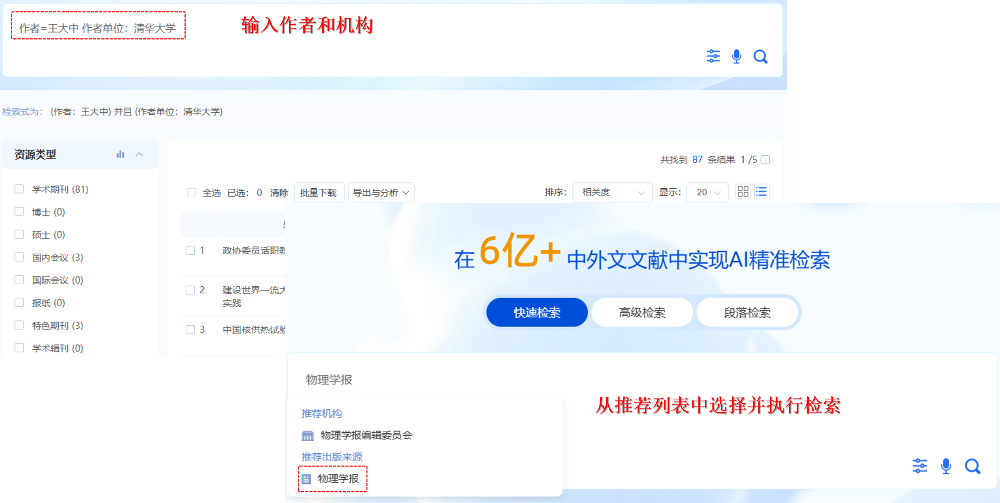 作者=王大中 作者单位：清华大学
输入作者和机构
检索式为： (作者：王大中) 并且 (作者单位：清华大学)
资源类型
共找到 87 条结果 1 /5
学术期刊 (81)
博士 (0)
硕士 (0)
国内会议 (3)
国际会议 (0)
报纸 (0)
特色期刊 (3)
学术辑刊 (0)
全选 已选： 0 清除 批量下载 导出与分析 排序： 相关度 显示： 20
1 政协委员话职教
2 建设世界一流大
实践
3 中国核供热试验
在 6亿+ 中外文文献中实现AI精准检索
快速检索 高级检索 段落检索
物理学报
从推荐列表中选择并执行检索
推荐机构
物理学报编辑委员会
推荐出版来源
物理学报